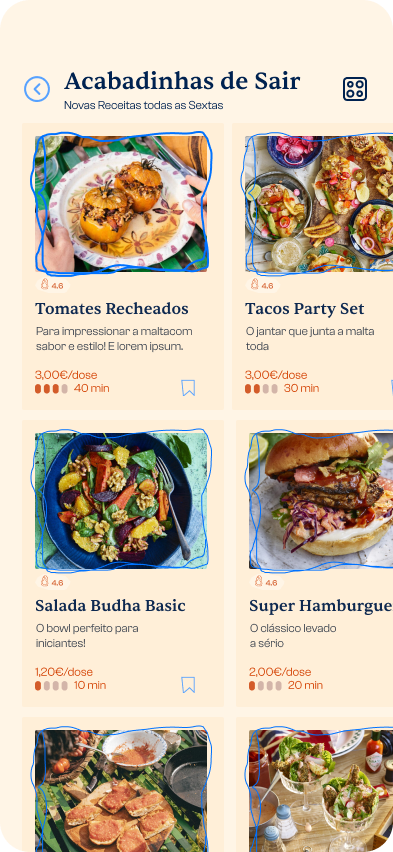 Acabadinhas de Sair
Novas Receitas todas as Sextas
4.6
Tomates Recheados
Para impressionar a maltacom
sabor e estilo! E lorem ipsum.
3,00€/dose
40 min
4.6
Tacos Party Set
O jantar que junta a malta
toda
3,00€/dose
30 min
4.6
Salada Budha Basic
O bowl perfeito para
iniciantes!
1,20€/dose
10 min
4.6
Super Hamburgue
O clássico levado
a sério
2,00€/dose
20 min